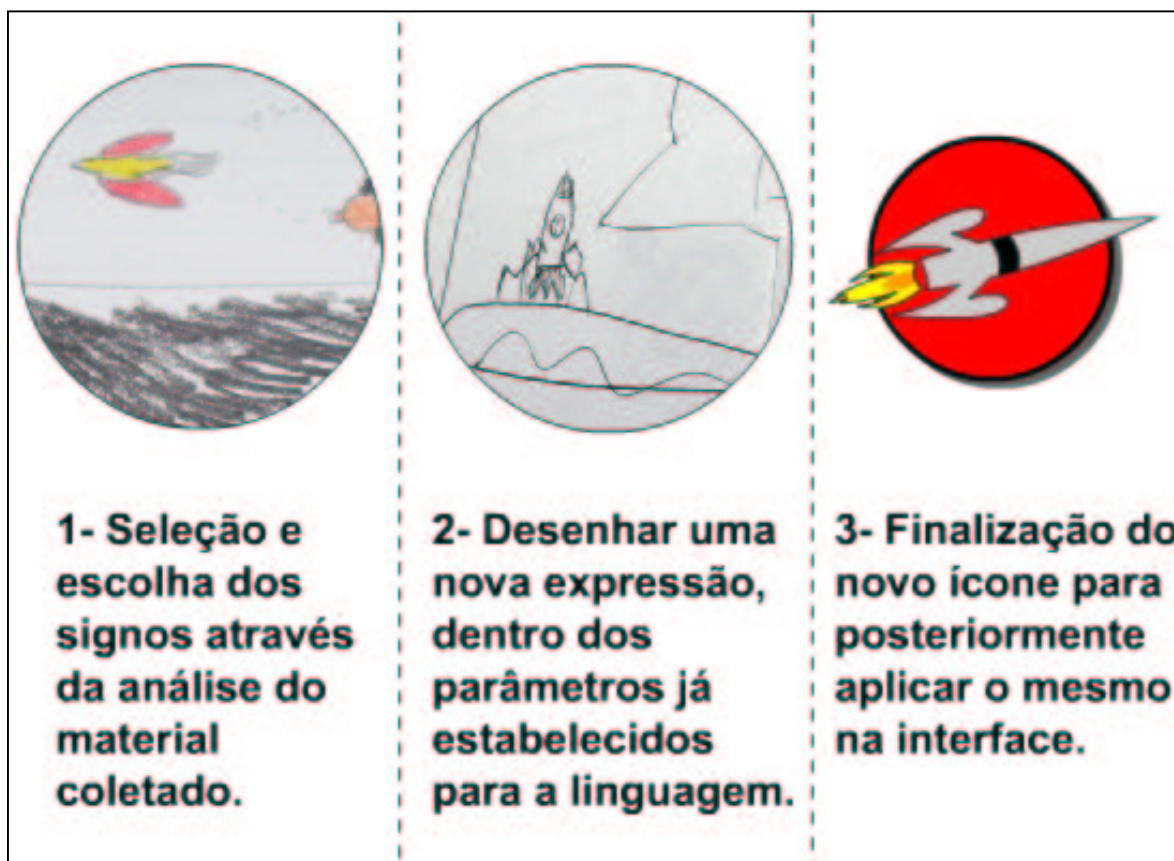 1- Seleção e
escolha dos
signos através
da análise do
material
coletado.
2- Desenhar uma
nova expressão,
dentro dos
parâmetros já
estabelecidos
para a linguagem.
3- Finalização do
novo ícone para
posteriormente
aplicar o mesmo
na interface.